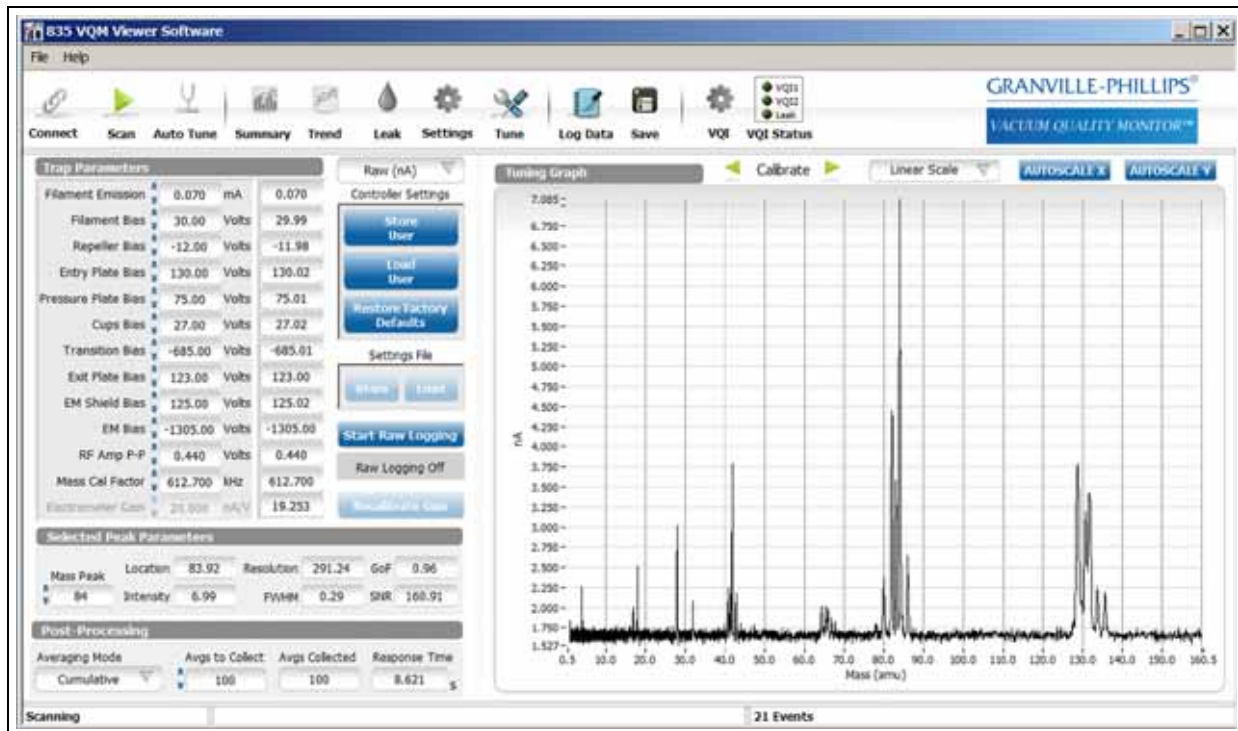 835 VQM Viewer Software
File Help
Connect Scan Auto Tune Summary Trend Leak Settings Tune Log Data Save VQI VQI Status
VQI1
VQI2
Leak
GRANVILLE-PHILLIPS®
VACUUM QUALITY MONITOR™
Trap Parameters
Filament Emission 0.070 mA 0.070
Filament Bias 30.00 Volts 29.99
Repeller Bias -12.00 Volts -11.98
Entry Plate Bias 130.00 Volts 130.02
Pressure Plate Bias 75.00 Volts 75.01
Cups Bias 27.00 Volts 27.02
Transition Bias -685.00 Volts -685.01
Exit Plate Bias 123.00 Volts 123.00
EM Shield Bias 125.00 Volts 125.02
EM Bias -1305.00 Volts -1305.00
RF Amp P-P 0.440 Volts 0.440
Mass Cal Factor 612.700 kHz 612.700
Electrometer Gain nA/V 19.253
Raw (nA)
Controller Settings
Store User
Load User
Restore Factory Defaults
Settings File
Store Load
Start Raw Logging
Raw Logging Off
Recalibrate Gain
Selected Peak Parameters
Mass Peak 84
Location 83.92 Resolution 291.24 GoF 0.96
Intensity 6.99 FWHM 0.29 SNR 160.91
Post-Processing
Averaging Mode Avgs to Collect Avgs Collected Response Time
Cumulative 100 100 8.621 s
Tuning Graph Calibrate Linear Scale AUTOSCALE X AUTOSCALE Y
7.085
6.750
6.500
6.250
6.000
5.750
5.500
5.250
5.000
4.750
4.500
4.250
4.000
3.750
3.500
3.250
3.000
2.750
2.500
2.250
2.000
1.750
1.527
nA
0.5 10.0 20.0 30.0 40.0 50.0 60.0 70.0 80.0 90.0 100.0 110.0 120.0 130.0 140.0 150.0 160.5
Mass (amu)
Scanning
21 Events